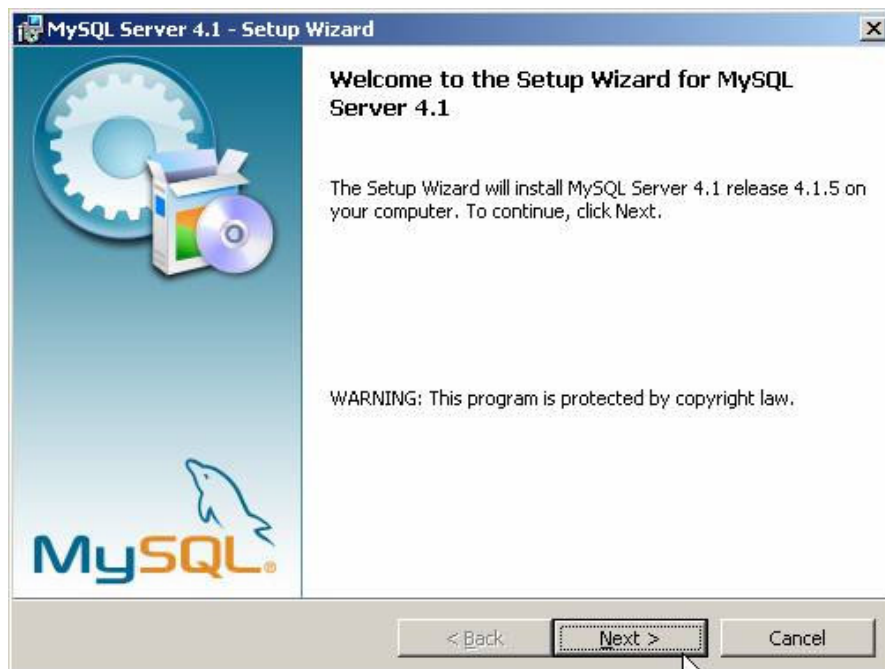 MySQL Server 4.1 - Setup Wizard
Welcome to the Setup Wizard for MySQL
Server 4.1
The Setup Wizard will install MySQL Server 4.1 release 4.1.5 on
your computer. To continue, click Next.
WARNING: This program is protected by copyright law.
MySQL®
< Back
Next >
Cancel